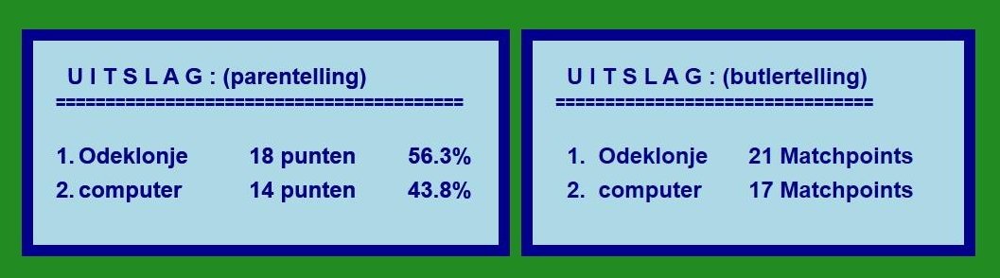 U I T S L A G : (parentelling)
=========================================
1. Odeklonje 18 punten 56.3%
2. computer 14 punten 43.8%
U I T S L A G : (butlertelling)
================================
1. Odeklonje 21 Matchpoints
2. computer 17 Matchpoints